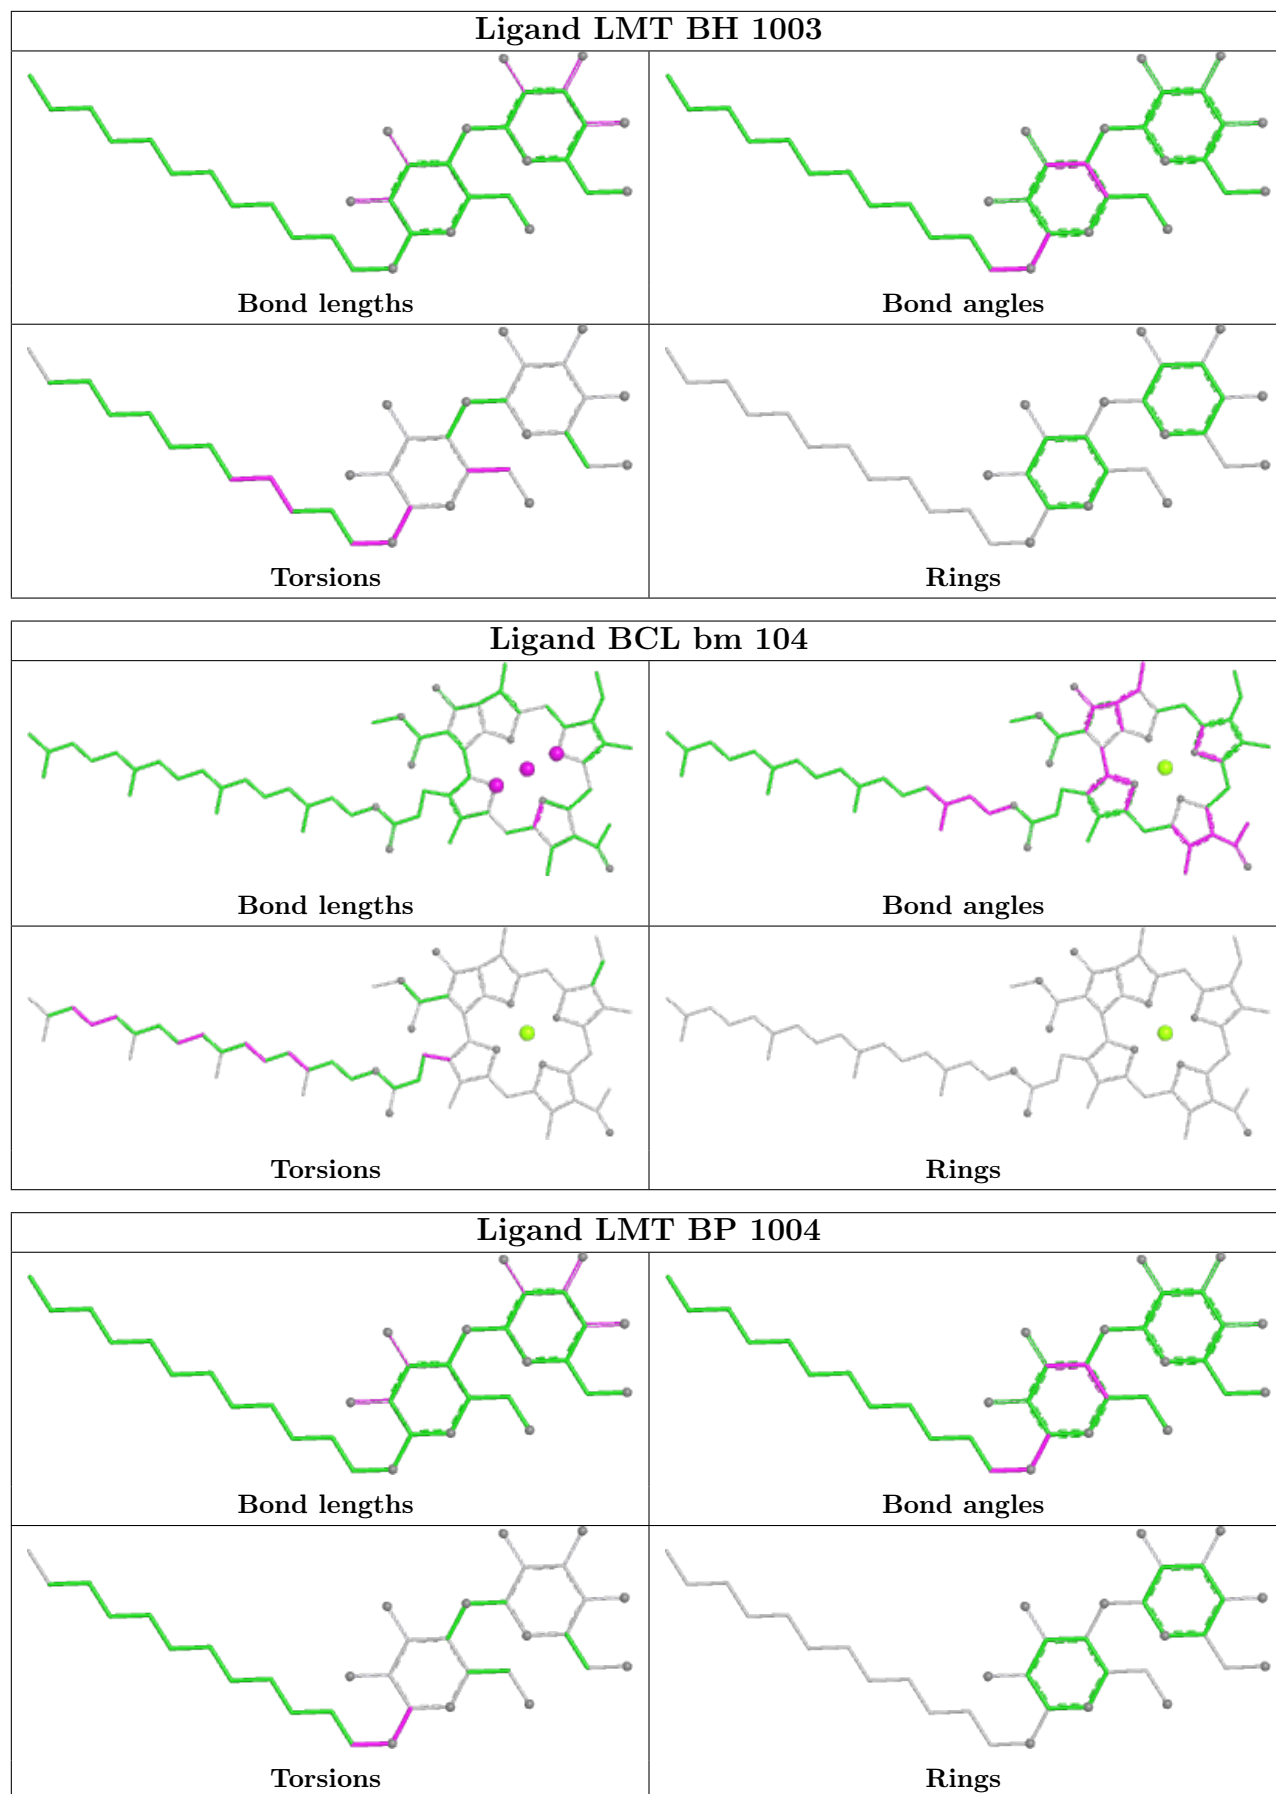 Ligand LMT BH 1003
Bond lengths
Bond angles
Torsions
Rings
Ligand BCL bm 104
Bond lengths
Bond angles
Torsions
Rings
Ligand LMT BP 1004
Bond lengths
Bond angles
Torsions
Rings